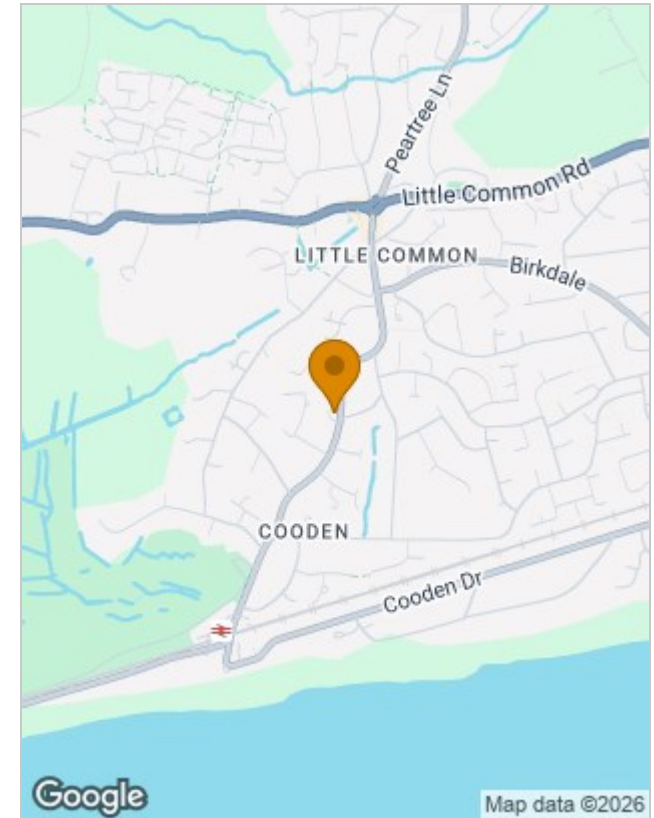 Peartree Ln
Little Common Rd
LITTLE COMMON
Birkdale
COODEN
Cooden Dr
Google
Map data ©2026